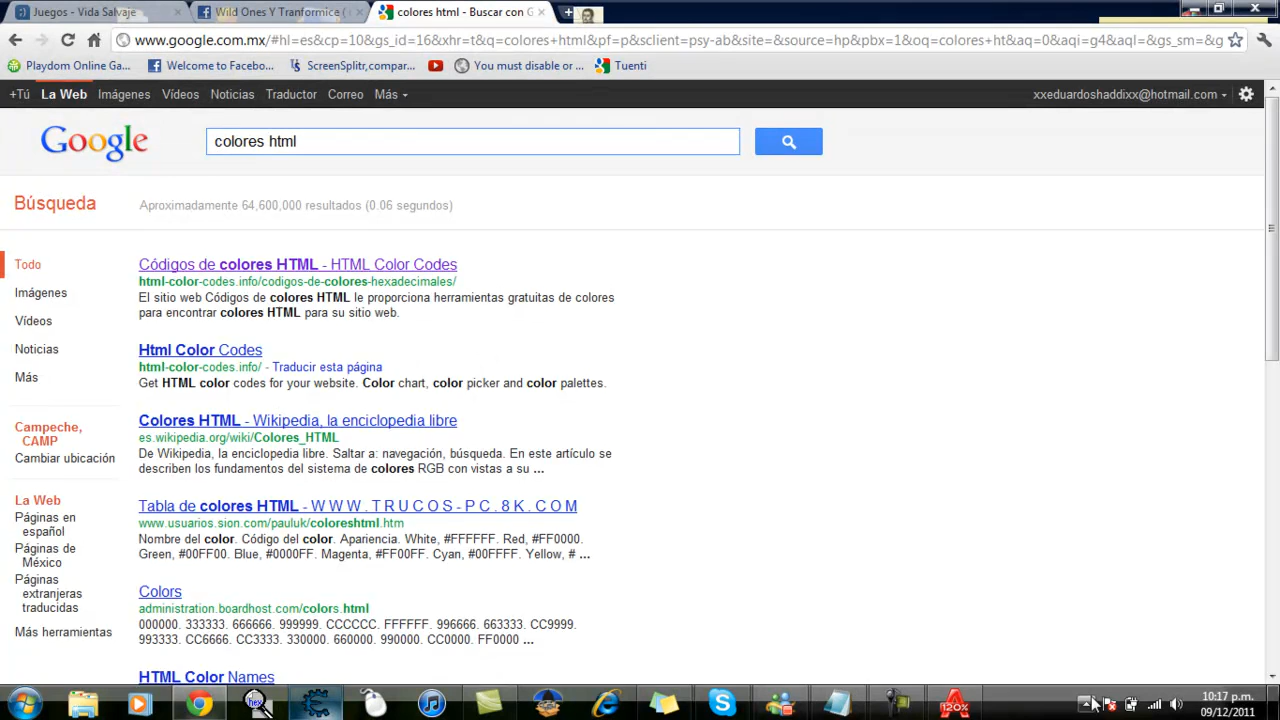 Juegos - Vida Salvaje
Wild Ones Y Tranformice (
colores html - Buscar con G
www.google.com.mx/#hl=es&cp=10&gs_id=16&xhr=t&q=colores+html&pf=p&sclient=psy-ab&site=&source=hp&pbx=1&oq=colores+ht&aq=0&aqi=g4&aql=&gs_sm=&g
Playdom Online Ga...
Welcome to Facebo...
ScreenSplitr,compar...
You must disable or ...
Tuenti
+Tú La Web Imágenes Vídeos Noticias Traductor Correo Más
xxeduardoshaddixx@hotmail.com
Google
colores html
Búsqueda
Aproximadamente 64,600,000 resultados (0.06 segundos)
Todo
Imágenes
Vídeos
Noticias
Más
Campeche,
CAMP
Cambiar ubicación
La Web
Páginas en
español
Páginas de
México
Páginas
extranjeras
traducidas
Más herramientas
Códigos de colores HTML - HTML Color Codes
html-color-codes.info/codigos-de-colores-hexadecimales/
El sitio web Códigos de colores HTML le proporciona herramientas gratuitas de colores
para encontrar colores HTML para su sitio web.
Html Color Codes
html-color-codes.info/ - Traducir esta página
Get HTML color codes for your website. Color chart, color picker and color palettes.
Colores HTML - Wikipedia, la enciclopedia libre
es.wikipedia.org/wiki/Colores_HTML
De Wikipedia, la enciclopedia libre. Saltar a: navegación, búsqueda. En este artículo se
describen los fundamentos del sistema de colores RGB con vistas a su ...
Tabla de colores HTML - W W W . T R U C O S - P C . 8 K . C O M
www.usuarios.sion.com/pauluk/coloreshtml.htm
Nombre del color. Código del color. Apariencia. White, #FFFFFF. Red, #FF0000.
Green, #00FF00. Blue, #0000FF. Magenta, #FF00FF. Cyan, #00FFFF. Yellow, # ...
Colors
administration.boardhost.com/colors.html
000000. 333333. 666666. 999999. CCCCCC. FFFFFF. 996666. 663333. CC9999.
993333. CC6666. CC3333. 330000. 660000. 990000. CC0000. FF0000 ...
HTML Color Names
hex
120%
10:17 p.m.
09/12/2011